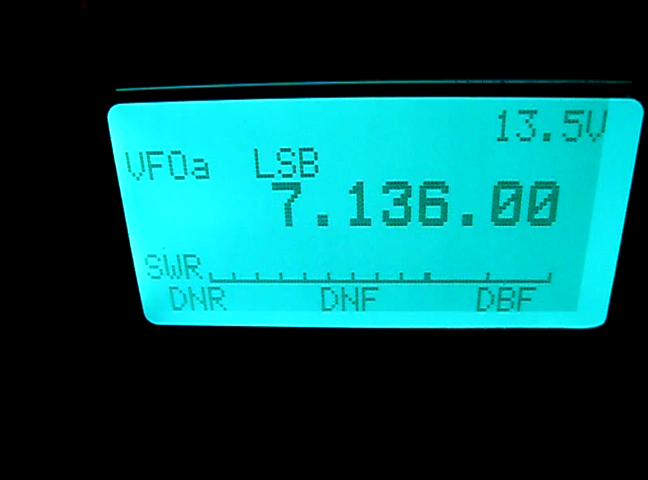 13.5V
VFOa LSB
7.136.00
SWR
DNR DNF DBF